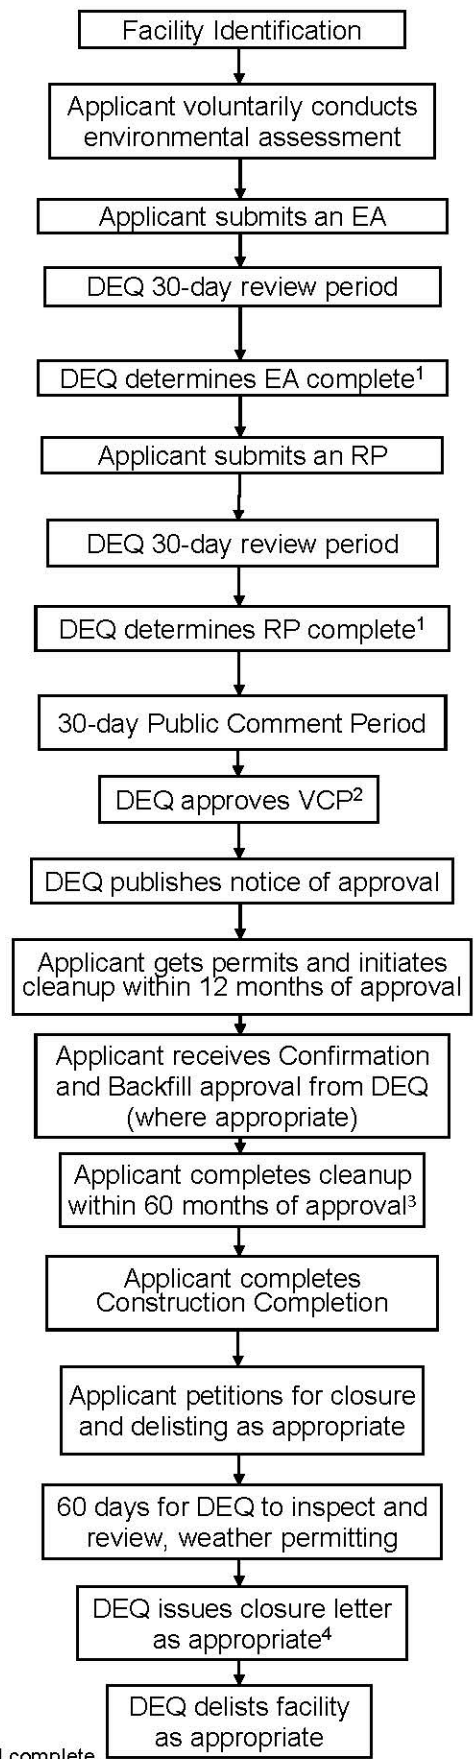 Facility Identification
Applicant voluntarily conducts
environmental assessment
Applicant submits an EA
DEQ 30-day review period
DEQ determines EA complete¹
Applicant submits an RP
DEQ 30-day review period
DEQ determines RP complete¹
30-day Public Comment Period
DEQ approves VCP²
DEQ publishes notice of approval
Applicant gets permits and initiates
cleanup within 12 months of approval
Applicant receives Confirmation
and Backfill approval from DEQ
(where appropriate)
Applicant completes cleanup
within 60 months of approval³
Applicant completes
Construction Completion
Applicant petitions for closure
and delisting as appropriate
60 days for DEQ to inspect and
review, weather permitting
DEQ issues closure letter
as appropriate⁴
DEQ delists facility
as appropriate
complete